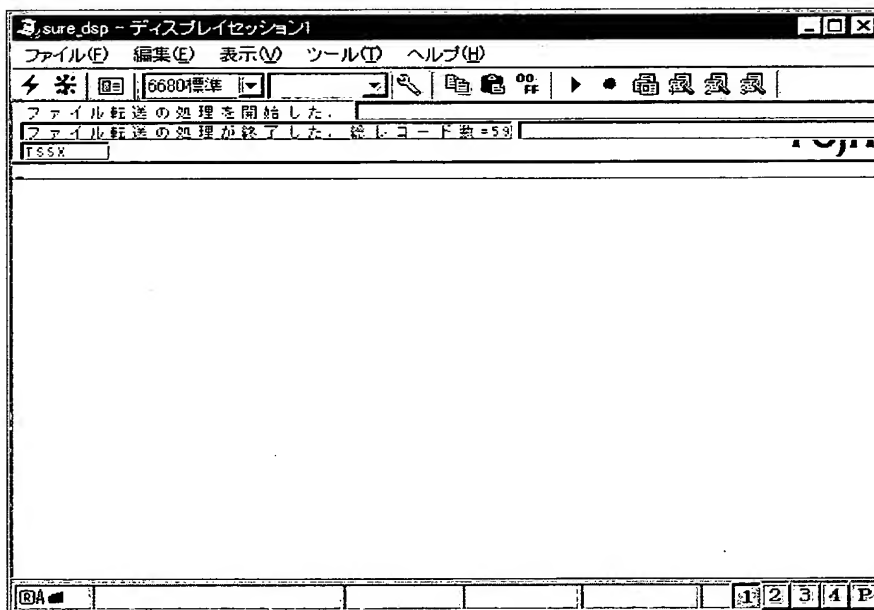 sure_dsp - ディスプレイセッション1
ファイル(F) 編集(E) 表示(V) ツール(T) ヘルプ(H)
6680標準 00 FF
ファイル転送の処理を開始した.
ファイル転送の処理が終了した. 総レコード数=59
TSSX
A
1 2 3 4 P